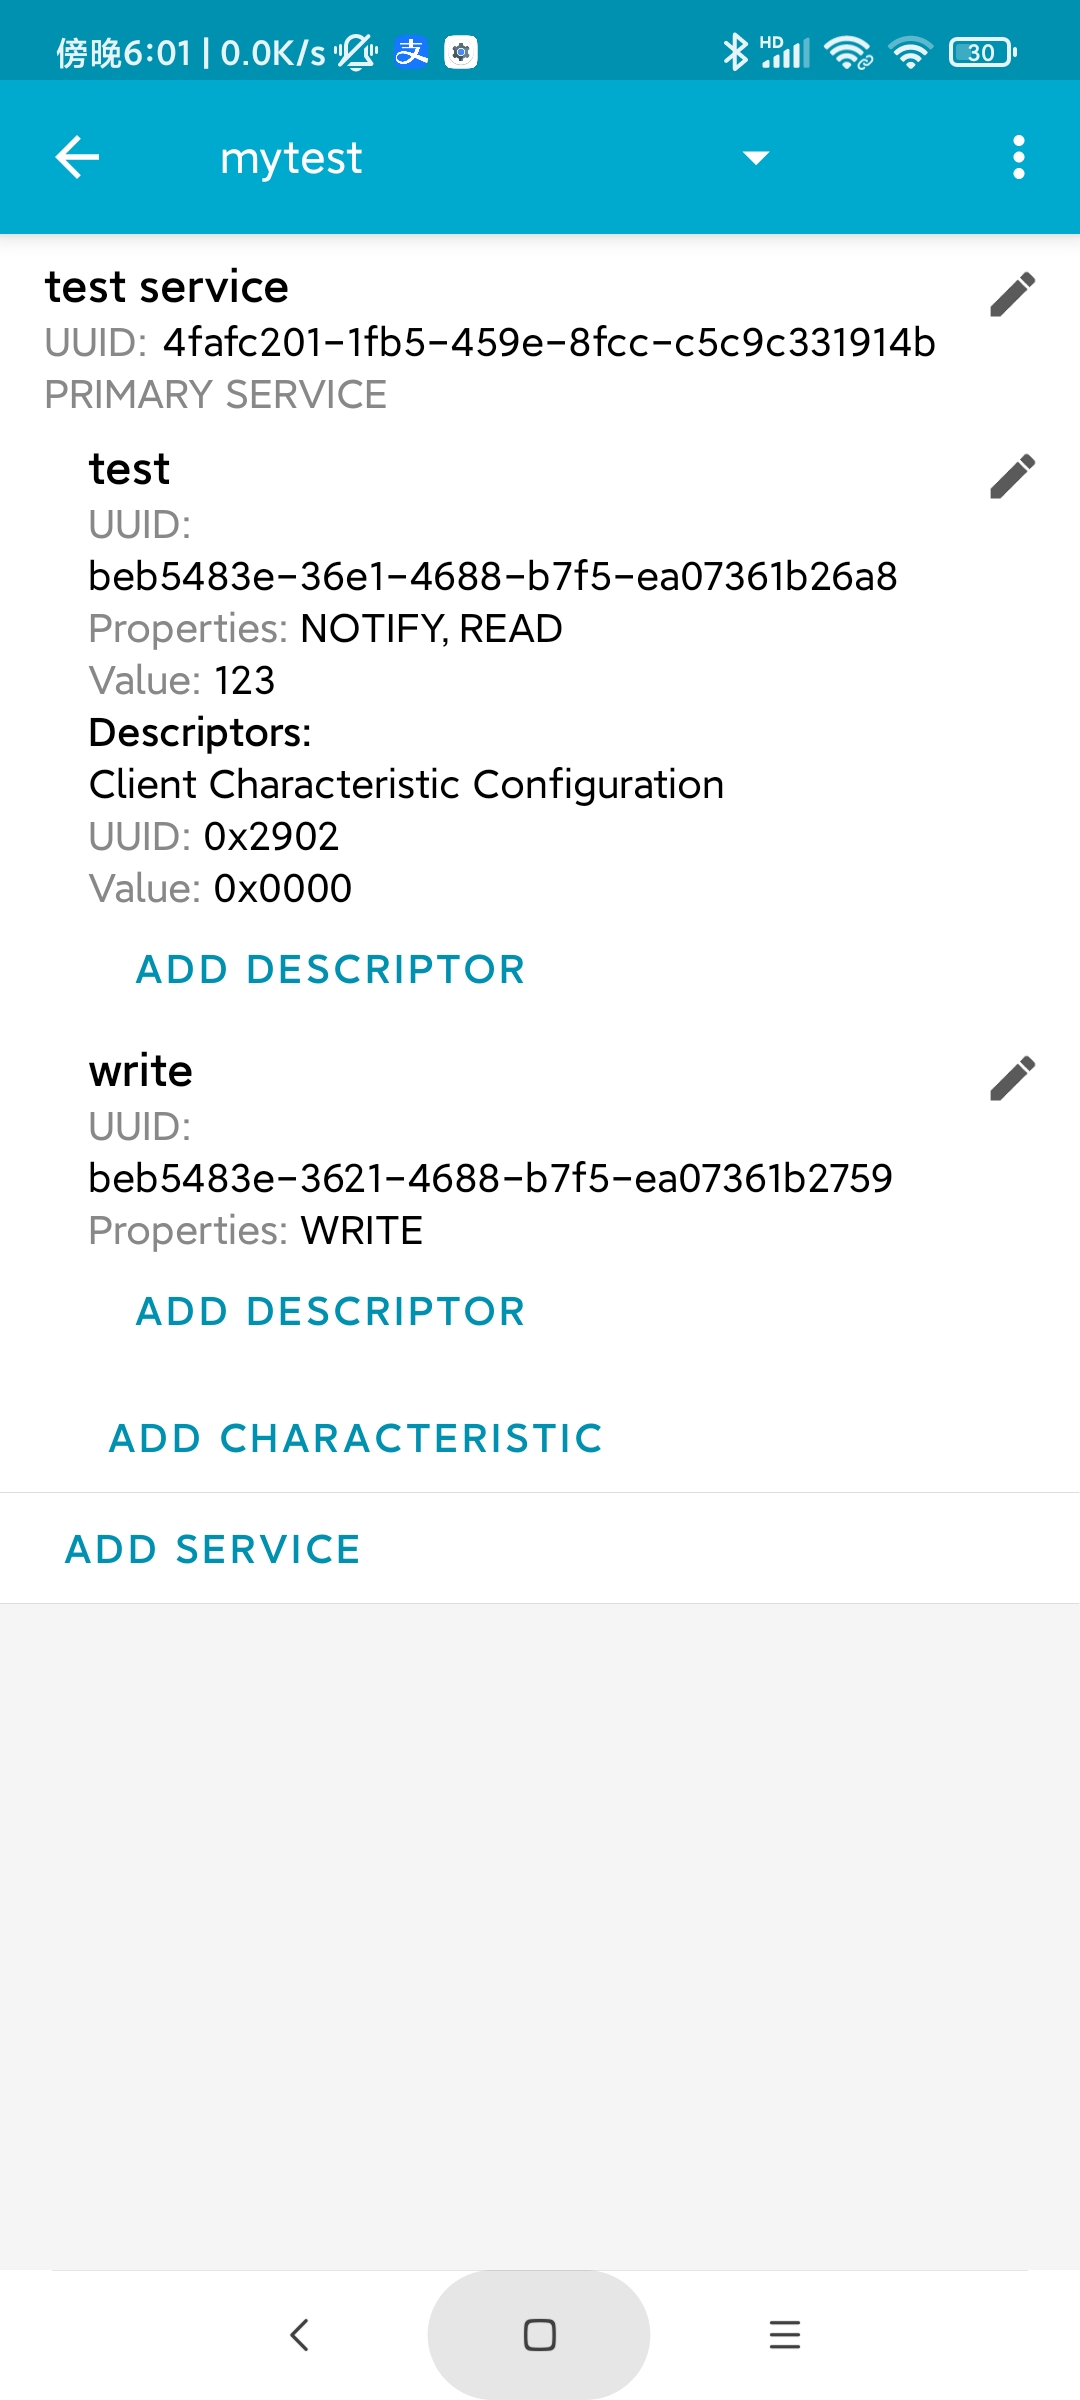 傍晚6:01 | 0.0K/s 支 HD 30
mytest
test service
UUID: 4fafc201-1fb5-459e-8fcc-c5c9c331914b
PRIMARY SERVICE
test
UUID:
beb5483e-36e1-4688-b7f5-ea07361b26a8
Properties: NOTIFY, READ
Value: 123
Descriptors:
Client Characteristic Configuration
UUID: 0x2902
Value: 0x0000
ADD DESCRIPTOR
write
UUID:
beb5483e-3621-4688-b7f5-ea07361b2759
Properties: WRITE
ADD DESCRIPTOR
ADD CHARACTERISTIC
ADD SERVICE